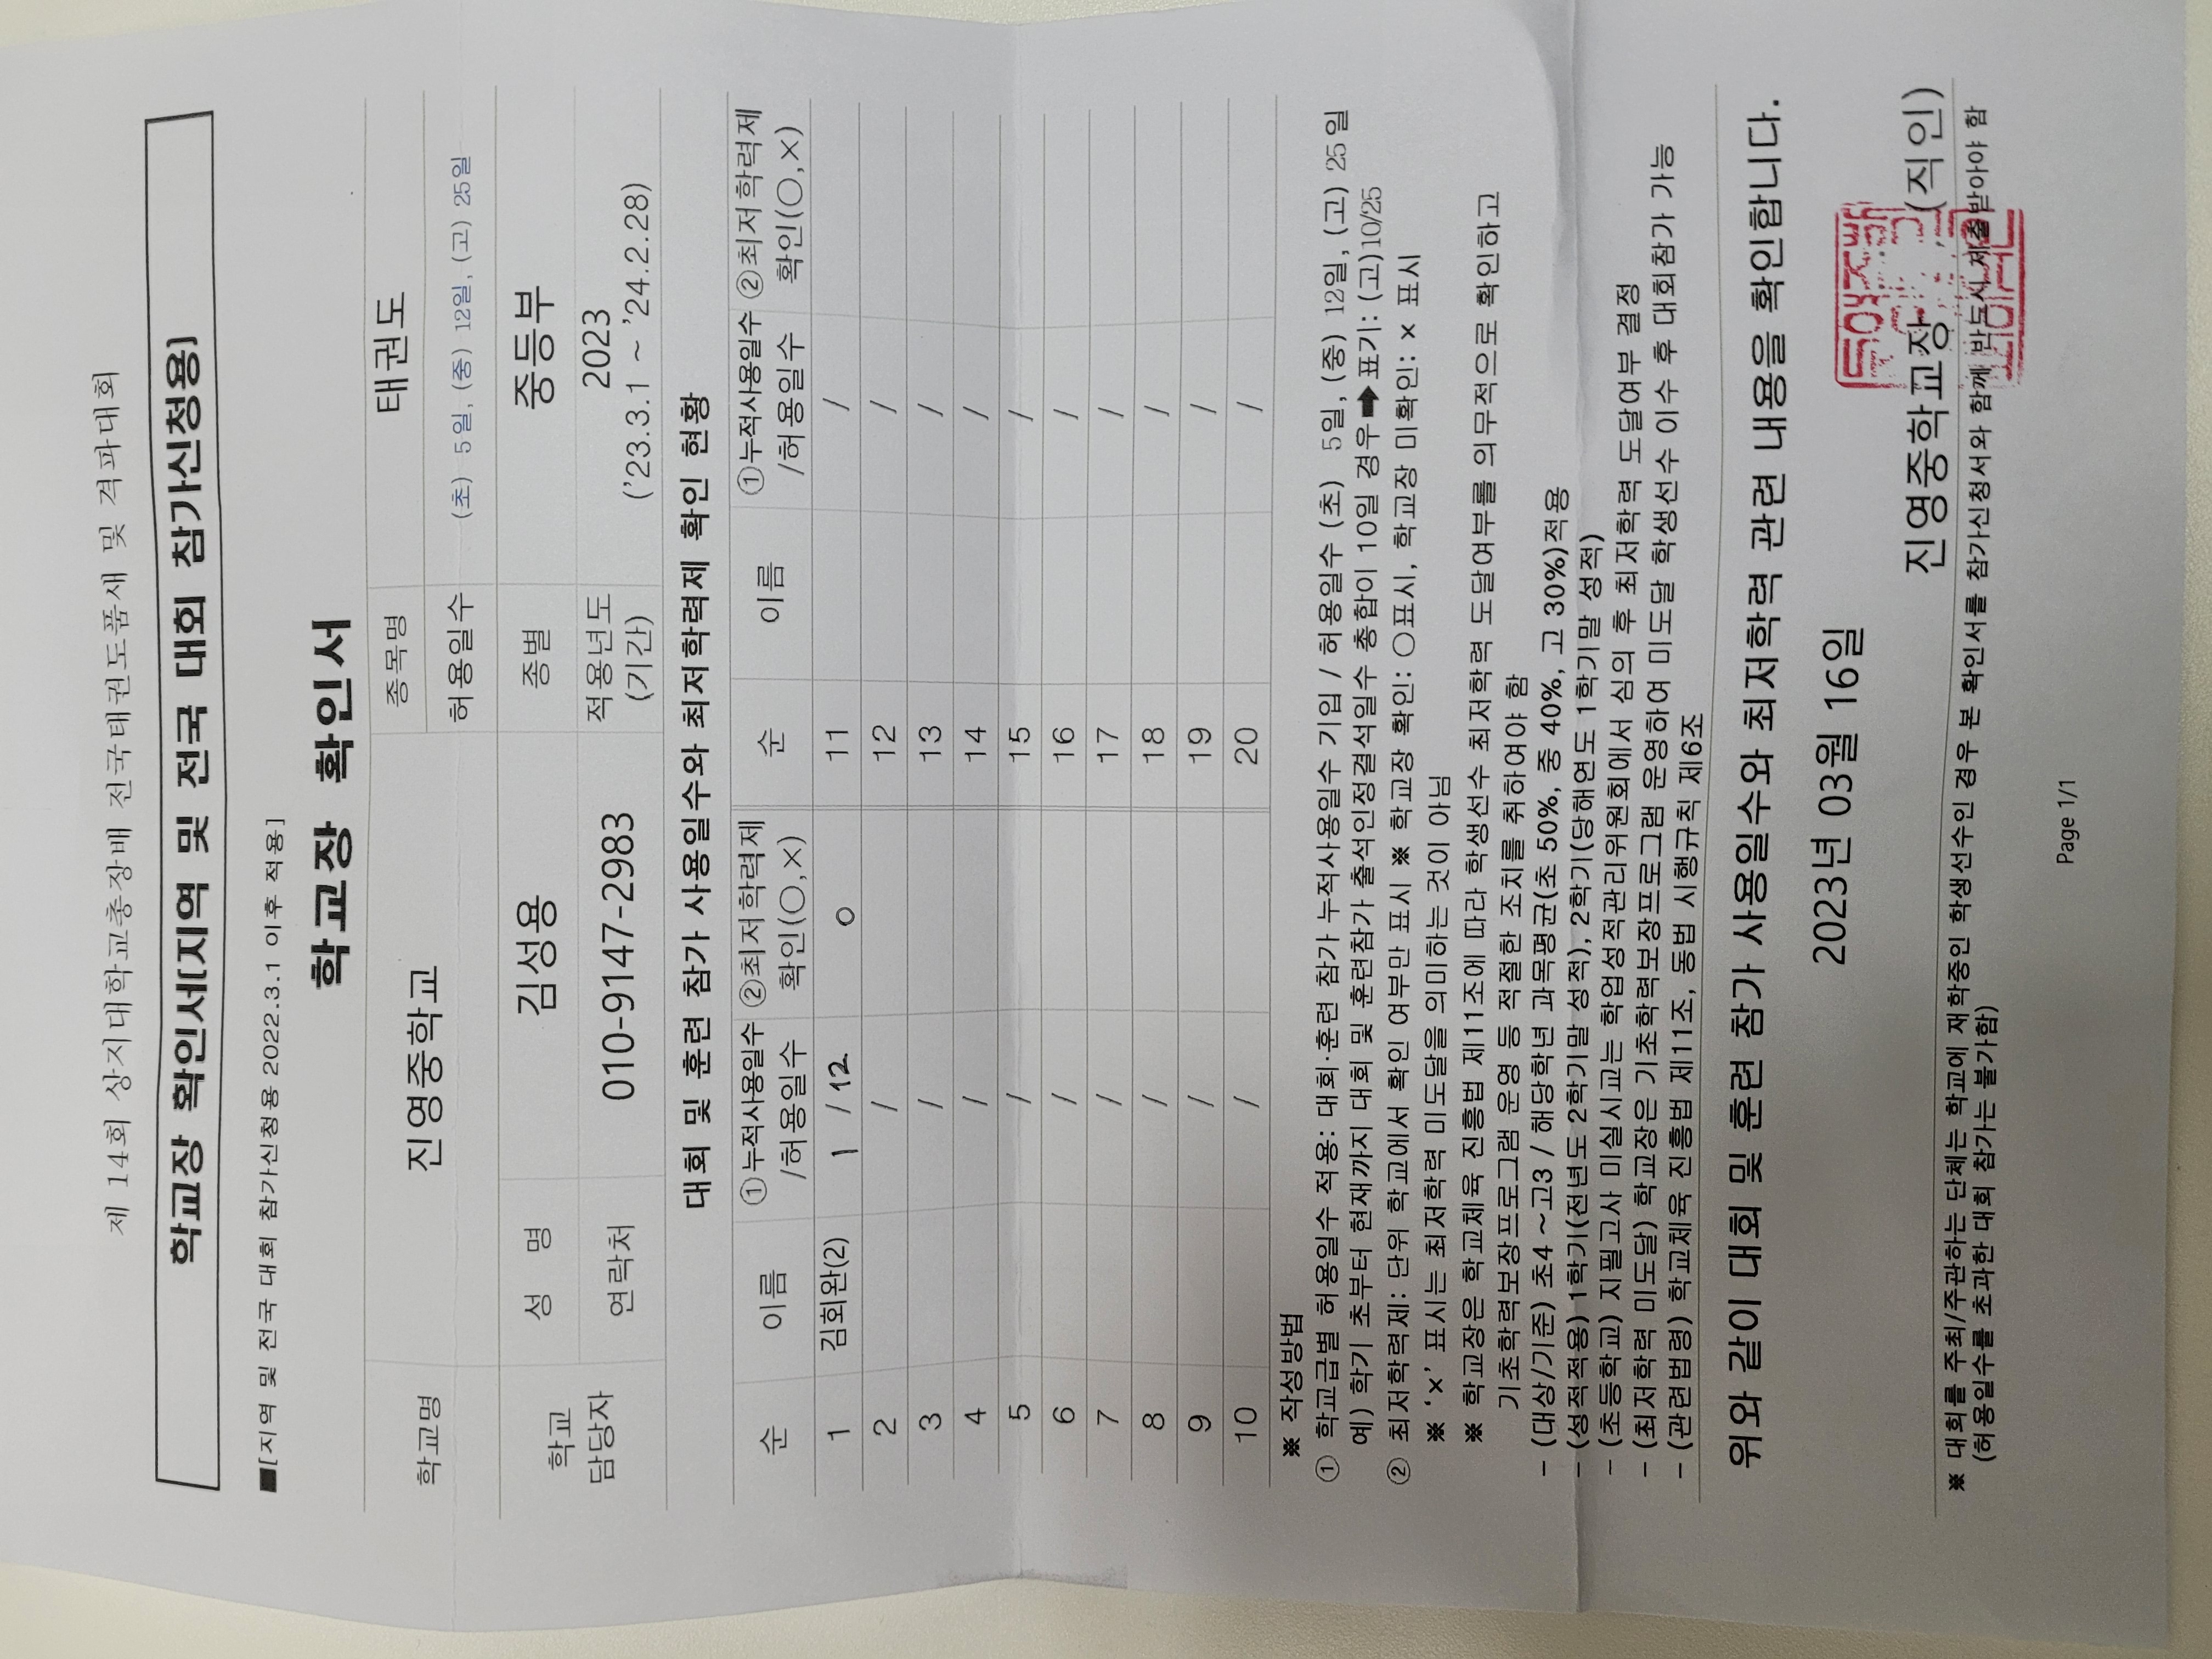 제 14회 상지대학교총장배 전국태권도품새 및 격파대회
학교장 확인서[지역 및 전국 대회 참가신청용]
■[지역 및 전국 대회 참가신청용 2022.3.1 이후 적용]
학교장 확인서
학교명 진영중학교 종목명 태권도
허용일수 (초) 5일, (중) 12일, (고) 25일
학교 담당자 성 명 김성용 종별 중등부
연락처 010-9147-2983 적용년도 (기간) 2023 ('23.3.1 ~ '24.2.28)
대회 및 훈련 참가 사용일수와 최저학력제 확인 현황
순 이름 ①누적사용일수 /허용일수 ②최저학력제 확인(○,×) 순 이름 ①누적사용일수 /허용일수 ②최저학력제 확인(○,×)
1 김회완(2) 1 / 12 ○ 11 /
2 / 12 /
3 / 13 /
4 / 14 /
5 / 15 /
6 / 16 /
7 / 17 /
8 / 18 /
9 / 19 /
10 / 20 /
※ 작성방법
① 학교급별 허용일수 적용: 대회·훈련 참가 누적사용일수 기입 / 허용일수 (초) 5일, (중) 12일, (고) 25일
예) 학기 초부터 현재까지 대회 및 훈련참가 출석인정결석일수 총합이 10일 경우➡표기: (고)10/25
② 최저학력제: 단위 학교에서 확인 여부만 표시 ※ 학교장 확인: ○표시, 학교장 미확인: × 표시
※ '×' 표시는 최저학력 미도달을 의미하는 것이 아님
※ 학교장은 학교체육 진흥법 제11조에 따라 학생선수 최저학력 도달여부를 의무적으로 확인하고
기초학력보장프로그램 운영 등 적절한 조치를 취하여야 함
- (대상/기준) 초4 ~고3 / 해당학년 과목평균(초 50%, 중 40%, 고 30%)적용
- (성적적용) 1학기(전년도 2학기말 성적), 2학기(당해연도 1학기말 성적)
- (초등학교) 지필고사 미실시교는 학업성적관리위원회에서 심의 후 최저학력 도달여부 결정
- (최저학력 미도달) 학교장은 기초학력보장프로그램 운영하여 미도달 학생선수 이수 후 대회참가 가능
- (관련법령) 학교체육 진흥법 제11조, 동법 시행규칙 제6조
위와 같이 대회 및 훈련 참가 사용일수와 최저학력 관련 내용을 확인합니다.
2023년 03월 16일
진영중학교장 (직인)
※ 대회를 주최/주관하는 단체는 학교에 재학중인 학생선수인 경우 본 확인서를 참가신청서와 함께 반드시 제출받아야 함
(허용일수를 초과한 대회 참가는 불가함)
Page 1/1